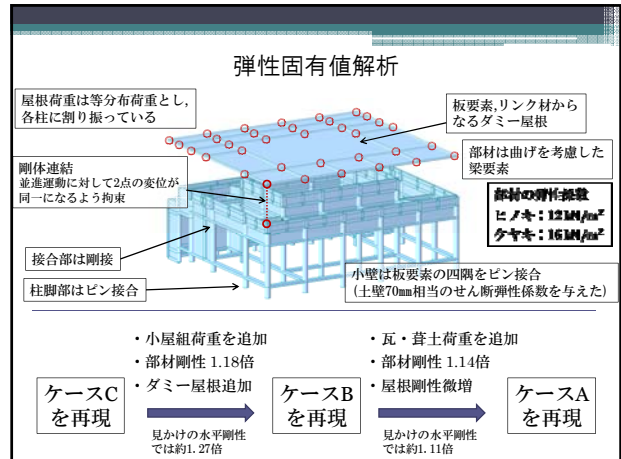 弾性固有値解析
屋根荷重は等分布荷重とし,
各柱に割り振っている
板要素,リンク材から
なるダミー屋根
剛体連結
並進運動に対して2点の変位が
同一になるよう拘束
部材は曲げを考慮した
梁要素
部材の弾性係数
ヒノキ:12kN/mm²
ケヤキ:16kN/mm²
接合部は剛接
柱脚部はピン接合
小壁は板要素の四隅をピン接合
(土壁70㎜相当のせん断弾性係数を与えた)
・小屋組荷重を追加
・部材剛性 1.18倍
・ダミー屋根追加
・瓦・葺土荷重を追加
・部材剛性 1.14倍
・屋根剛性微増
ケースC
を再現
ケースB
を再現
ケースA
を再現
見かけの水平剛性
では約1.27倍
見かけの水平剛性
では約1.11倍